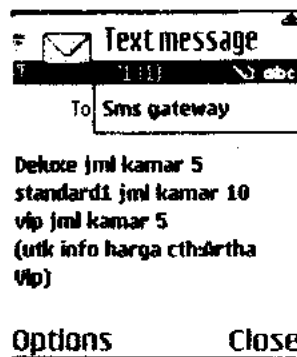 Text message
abc
To Sms gateway
Deluxe jml kamar 5
standard1 jml kamar 10
vip jml kamar 5
(utk info harga cth:Artha
Vip)
Options Close